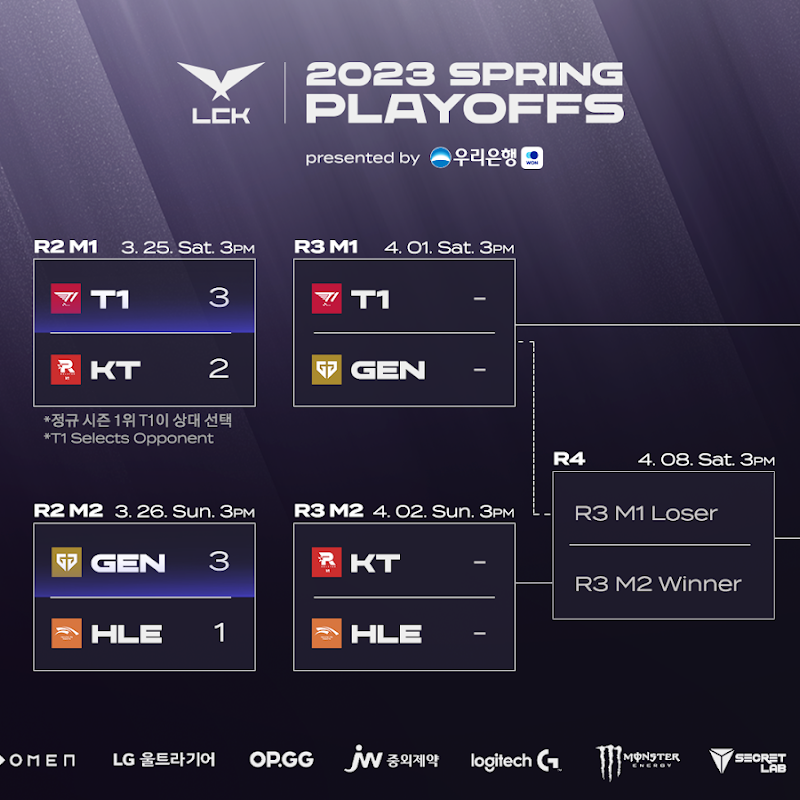 LCK
2023 SPRING
PLAYOFFS
presented by 우리은행 WON
R2 M1 3. 25. Sat. 3PM
T1 3
KT 2
*정규 시즌 1위 T1이 상대 선택
*T1 Selects Opponent
R3 M1 4. 01. Sat. 3PM
T1 -
GEN -
R2 M2 3. 26. Sun. 3PM
GEN 3
HLE 1
R3 M2 4. 02. Sun. 3PM
KT -
HLE -
R4 4. 08. Sat. 3PM
R3 M1 Loser
R3 M2 Winner
OMEN LG 울트라기어 OP.GG JW 중외제약 logitech G MONSTER ENERGY SECRET LAB